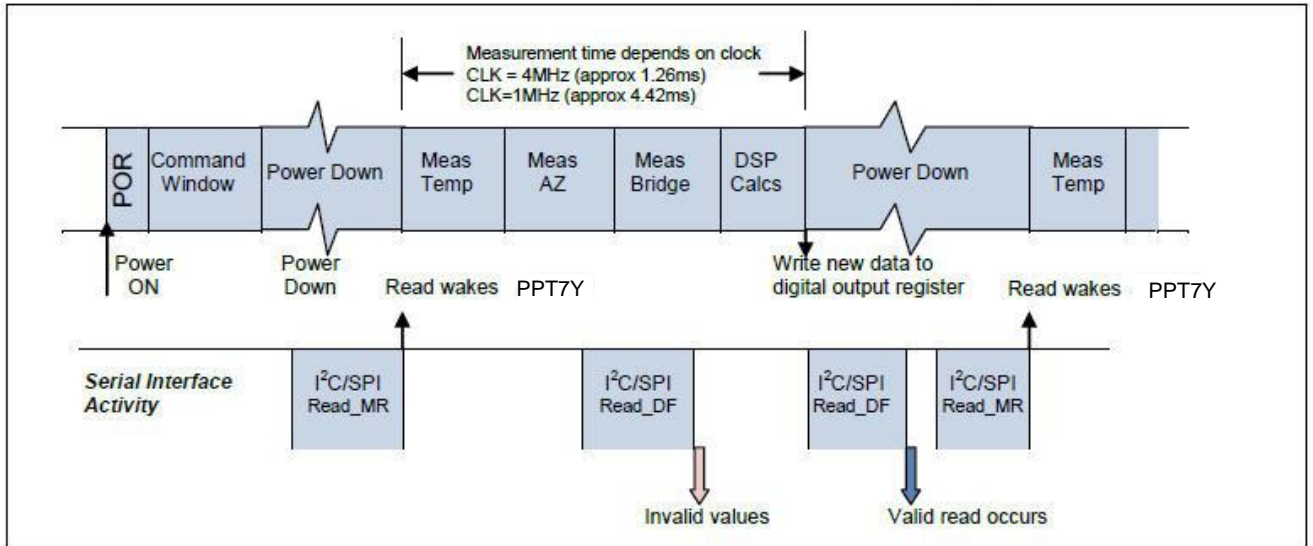 Measurement time depends on clock
CLK = 4MHz (approx 1.26ms)
CLK=1MHz (approx 4.42ms)
POR
Command
Window
Power Down
Meas
Temp
Meas
AZ
Meas
Bridge
DSP
Calcs
Power Down
Meas
Temp
Power
ON
Power
Down
Read wakes PPT7Y
Write new data to
digital output register
Read wakes PPT7Y
Serial Interface
Activity
I²C/SPI
Read_MR
I²C/SPI
Read_DF
I²C/SPI
Read_DF
I²C/SPI
Read_MR
Invalid values
Valid read occurs